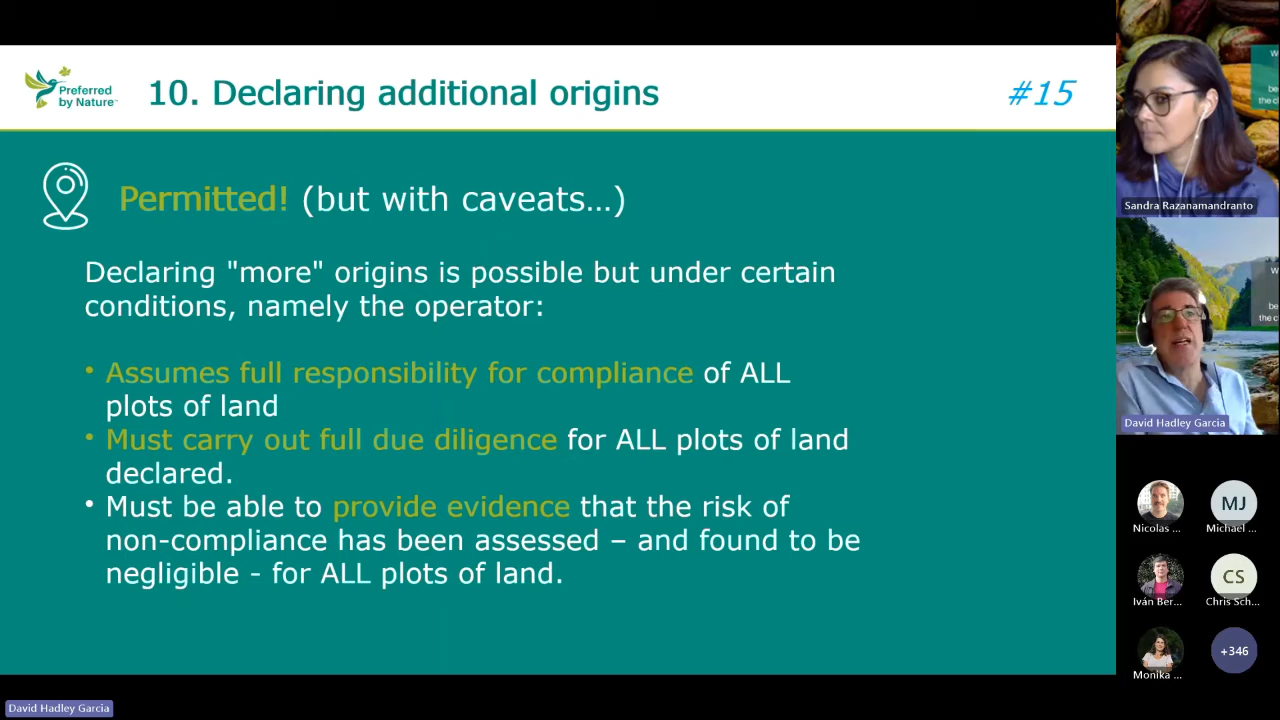 Preferred
by Nature™
10. Declaring additional origins
#15
Permitted! (but with caveats…)
Declaring "more" origins is possible but under certain
conditions, namely the operator:
• Assumes full responsibility for compliance of ALL
plots of land
• Must carry out full due diligence for ALL plots of land
declared.
• Must be able to provide evidence that the risk of
non-compliance has been assessed – and found to be
negligible - for ALL plots of land.
Sandra Razanamandranto
David Hadley Garcia
Nicolas ...
MJ
Michael ...
Iván Ber...
CS
Chris Sch...
Monika ...
+346
David Hadley Garcia